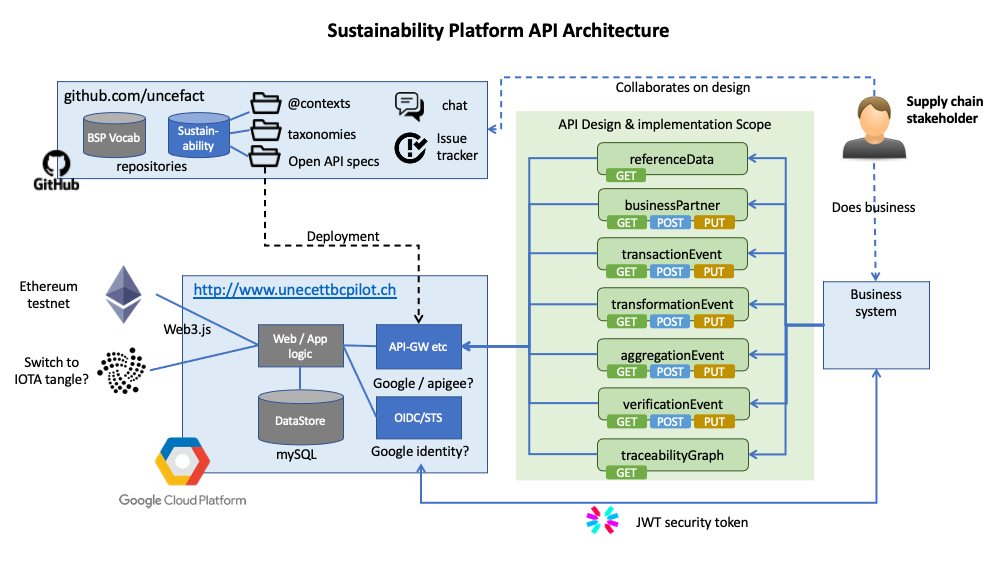 Sustainability Platform API Architecture
github.com/uncefact
BSP Vocab
Sustain-
ability
repositories
@contexts
taxonomies
Open API specs
chat
Issue
tracker
GitHub
Collaborates on design
Supply chain
stakeholder
API Design & implementation Scope
referenceData
GET
businessPartner
GET POST PUT
transactionEvent
GET POST PUT
transformationEvent
GET POST PUT
aggregationEvent
GET POST PUT
verificationEvent
GET POST PUT
traceabilityGraph
GET
Does business
Business
system
Deployment
Ethereum
testnet
Switch to
IOTA tangle?
http://www.unecettbcpilot.ch
Web3.js
Web / App
logic
API-GW etc
Google / apigee?
DataStore
mySQL
OIDC/STS
Google identity?
Google Cloud Platform
JWT security token